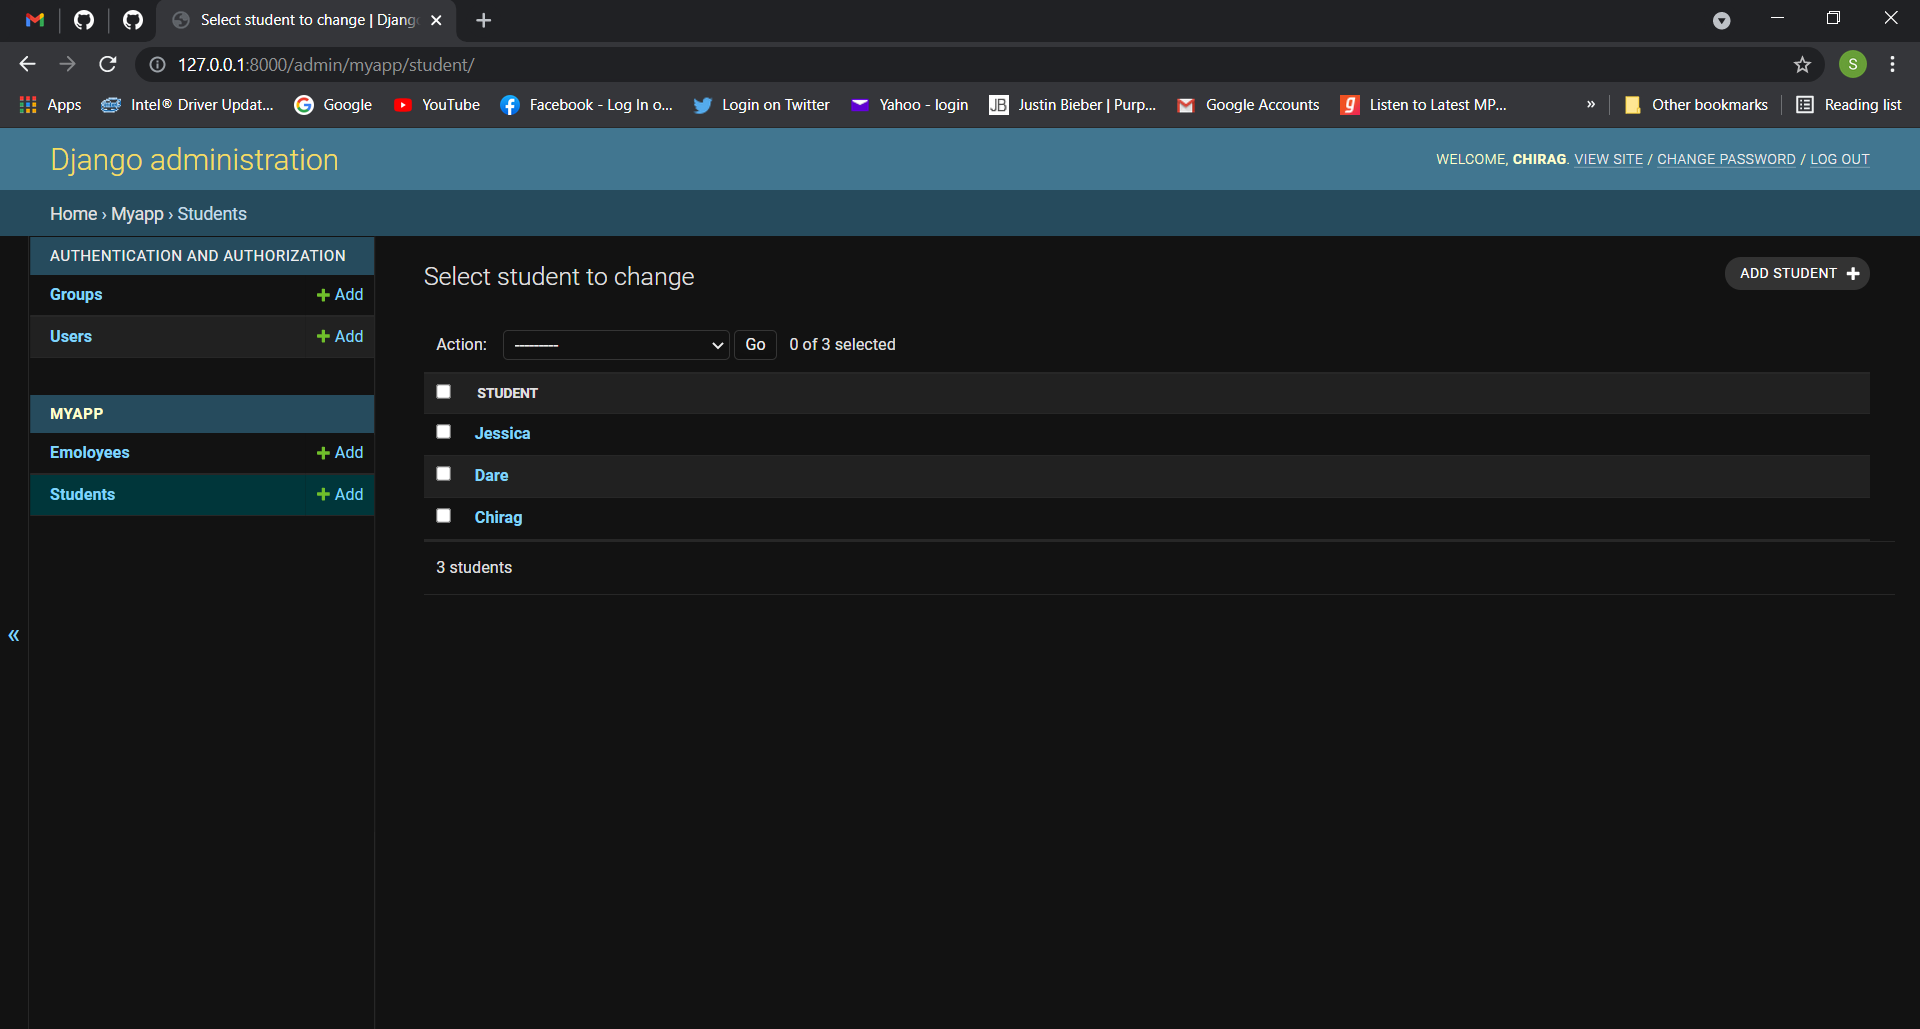 Select student to change | Djang
127.0.0.1:8000/admin/myapp/student/
S
Apps Intel® Driver Updat... Google YouTube Facebook - Log In o... Login on Twitter Yahoo - login JB Justin Bieber | Purp... Google Accounts g Listen to Latest MP... » Other bookmarks Reading list
Django administration
WELCOME, CHIRAG. VIEW SITE / CHANGE PASSWORD / LOG OUT
Home › Myapp › Students
AUTHENTICATION AND AUTHORIZATION
Groups + Add
Users + Add
MYAPP
Emoloyees + Add
Students + Add
«
Select student to change
ADD STUDENT +
Action: --------- Go 0 of 3 selected
STUDENT
Jessica
Dare
Chirag
3 students